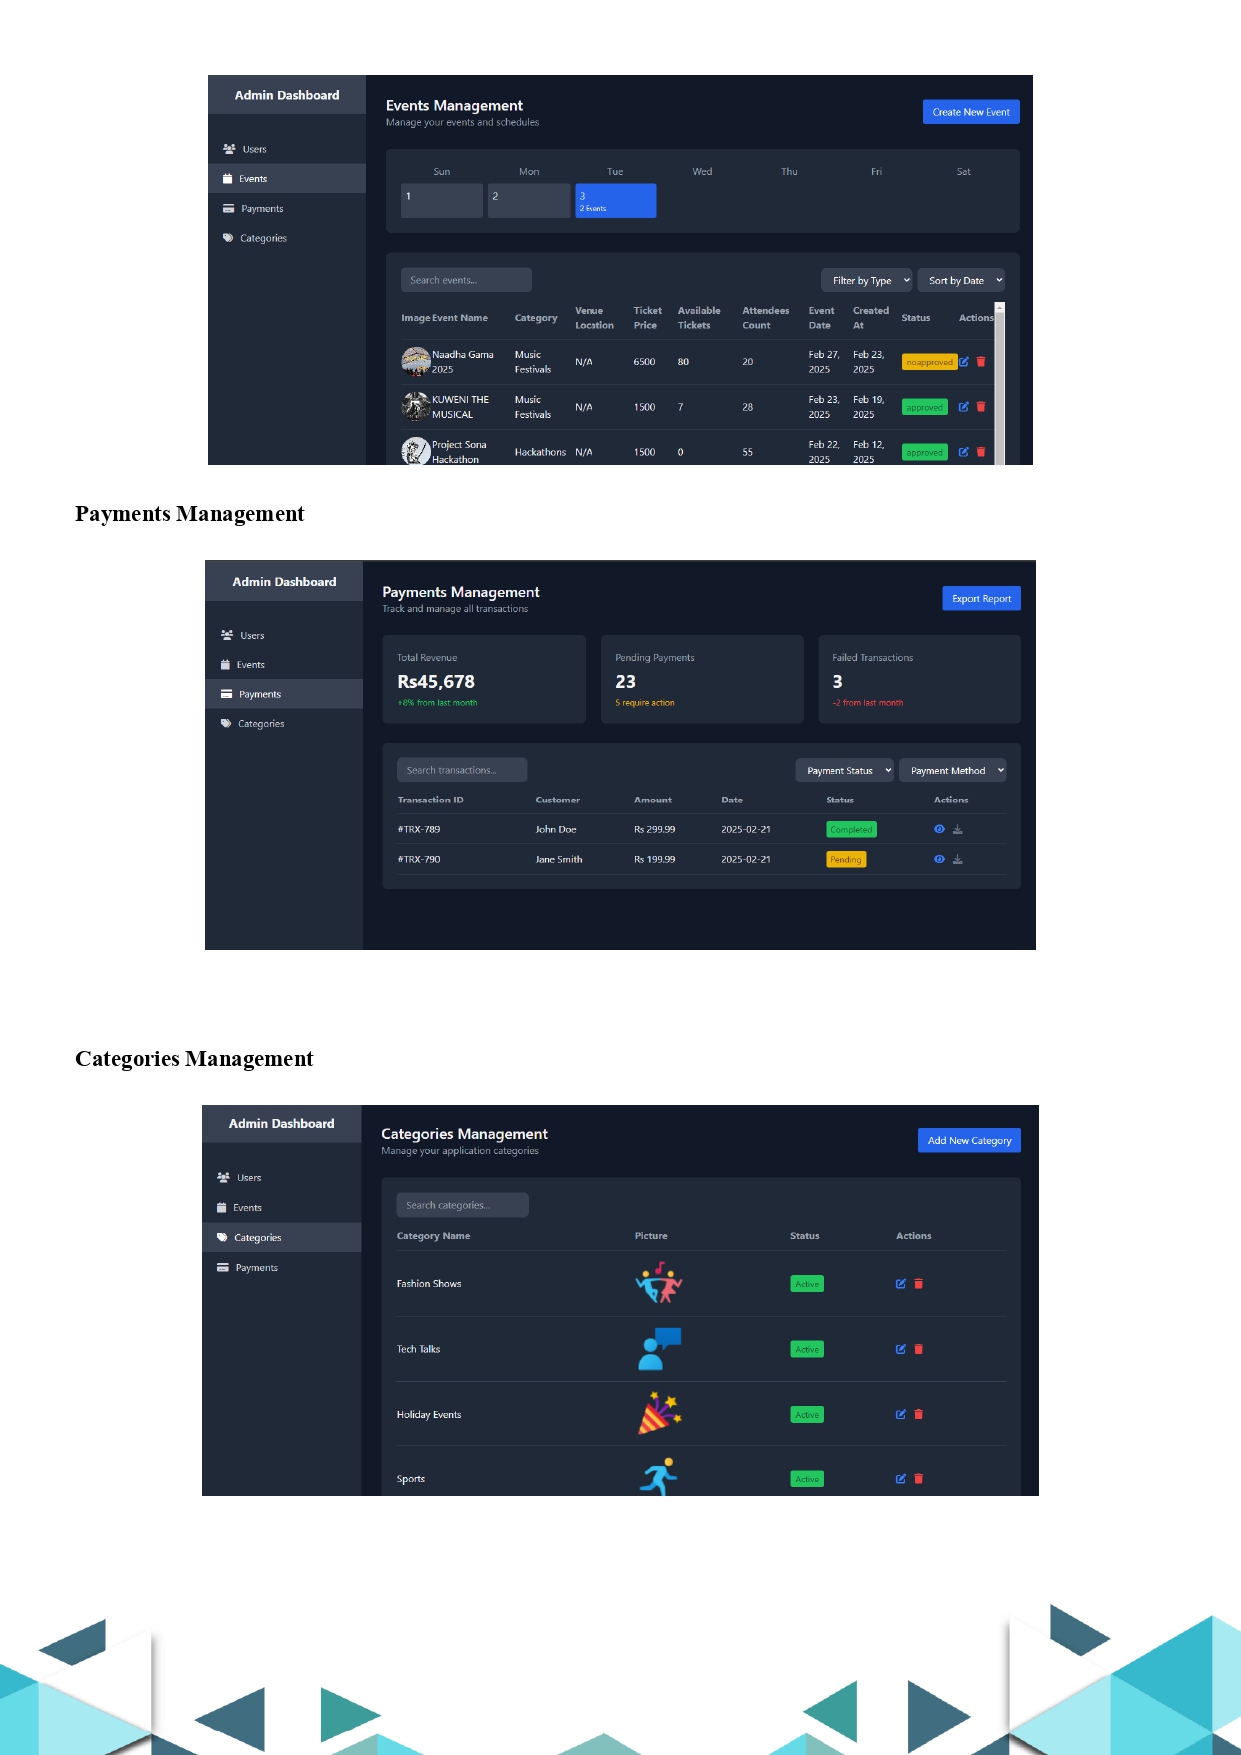 Admin Dashboard
Users
Events
Payments
Categories
Events Management
Manage your events and schedules
Create New Event
Sun Mon Tue Wed Thu Fri Sat
1 2 3
2 Events
Search events...
Filter by Type Sort by Date
Image Event Name Category Venue Location Ticket Price Available Tickets Attendees Count Event Date Created At Status Actions
Naadha Gama 2025 Music Festivals N/A 6500 80 20 Feb 27, 2025 Feb 23, 2025 noapproved
KUWENI THE MUSICAL Music Festivals N/A 1500 7 28 Feb 23, 2025 Feb 19, 2025 approved
Project Sona Hackathon Hackathons N/A 1500 0 55 Feb 22, 2025 Feb 12, 2025 approved
Payments Management
Admin Dashboard
Users
Events
Payments
Categories
Payments Management
Track and manage all transactions
Export Report
Total Revenue
Rs45,678
+8% from last month
Pending Payments
23
5 require action
Failed Transactions
3
-2 from last month
Search transactions...
Payment Status Payment Method
Transaction ID Customer Amount Date Status Actions
#TRX-789 John Doe Rs 299.99 2025-02-21 Completed
#TRX-790 Jane Smith Rs 199.99 2025-02-21 Pending
Categories Management
Admin Dashboard
Users
Events
Categories
Payments
Categories Management
Manage your application categories
Add New Category
Search categories...
Category Name Picture Status Actions
Fashion Shows Active
Tech Talks Active
Holiday Events Active
Sports Active